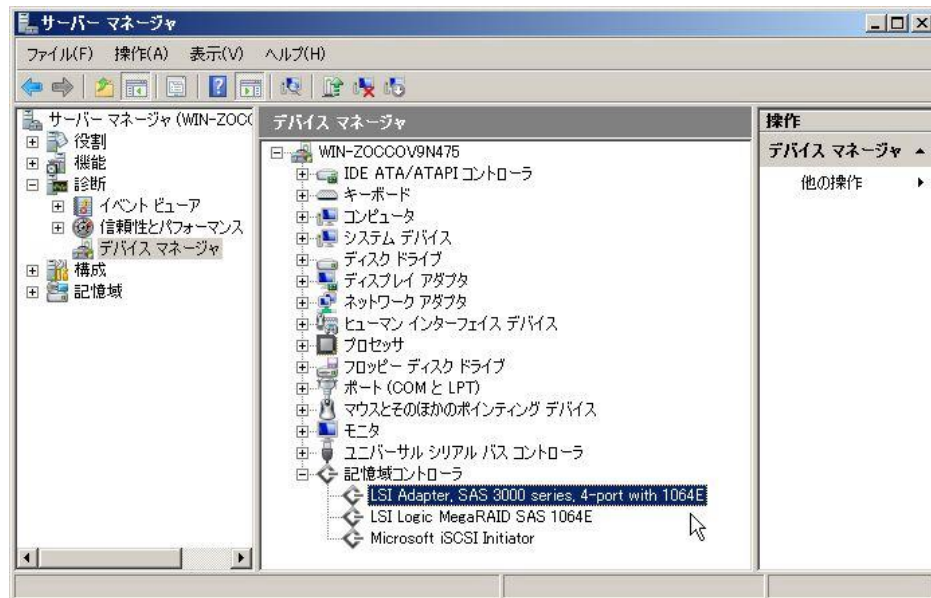 サーバー マネージャ
ファイル(F) 操作(A) 表示(V) ヘルプ(H)
サーバー マネージャ (WIN-ZOCC
役割
機能
診断
イベント ビューア
信頼性とパフォーマンス
デバイス マネージャ
構成
記憶域
デバイス マネージャ
WIN-ZOCCOV9N475
IDE ATA/ATAPI コントローラ
キーボード
コンピュータ
システム デバイス
ディスク ドライブ
ディスプレイ アダプタ
ネットワーク アダプタ
ヒューマン インターフェイス デバイス
プロセッサ
フロッピー ディスク ドライブ
ポート (COM と LPT)
マウスとそのほかのポインティング デバイス
モニタ
ユニバーサル シリアル バス コントローラ
記憶域コントローラ
LSI Adapter, SAS 3000 series, 4-port with 1064E
LSI Logic MegaRAID SAS 1064E
Microsoft iSCSI Initiator
操作
デバイス マネージャ
他の操作